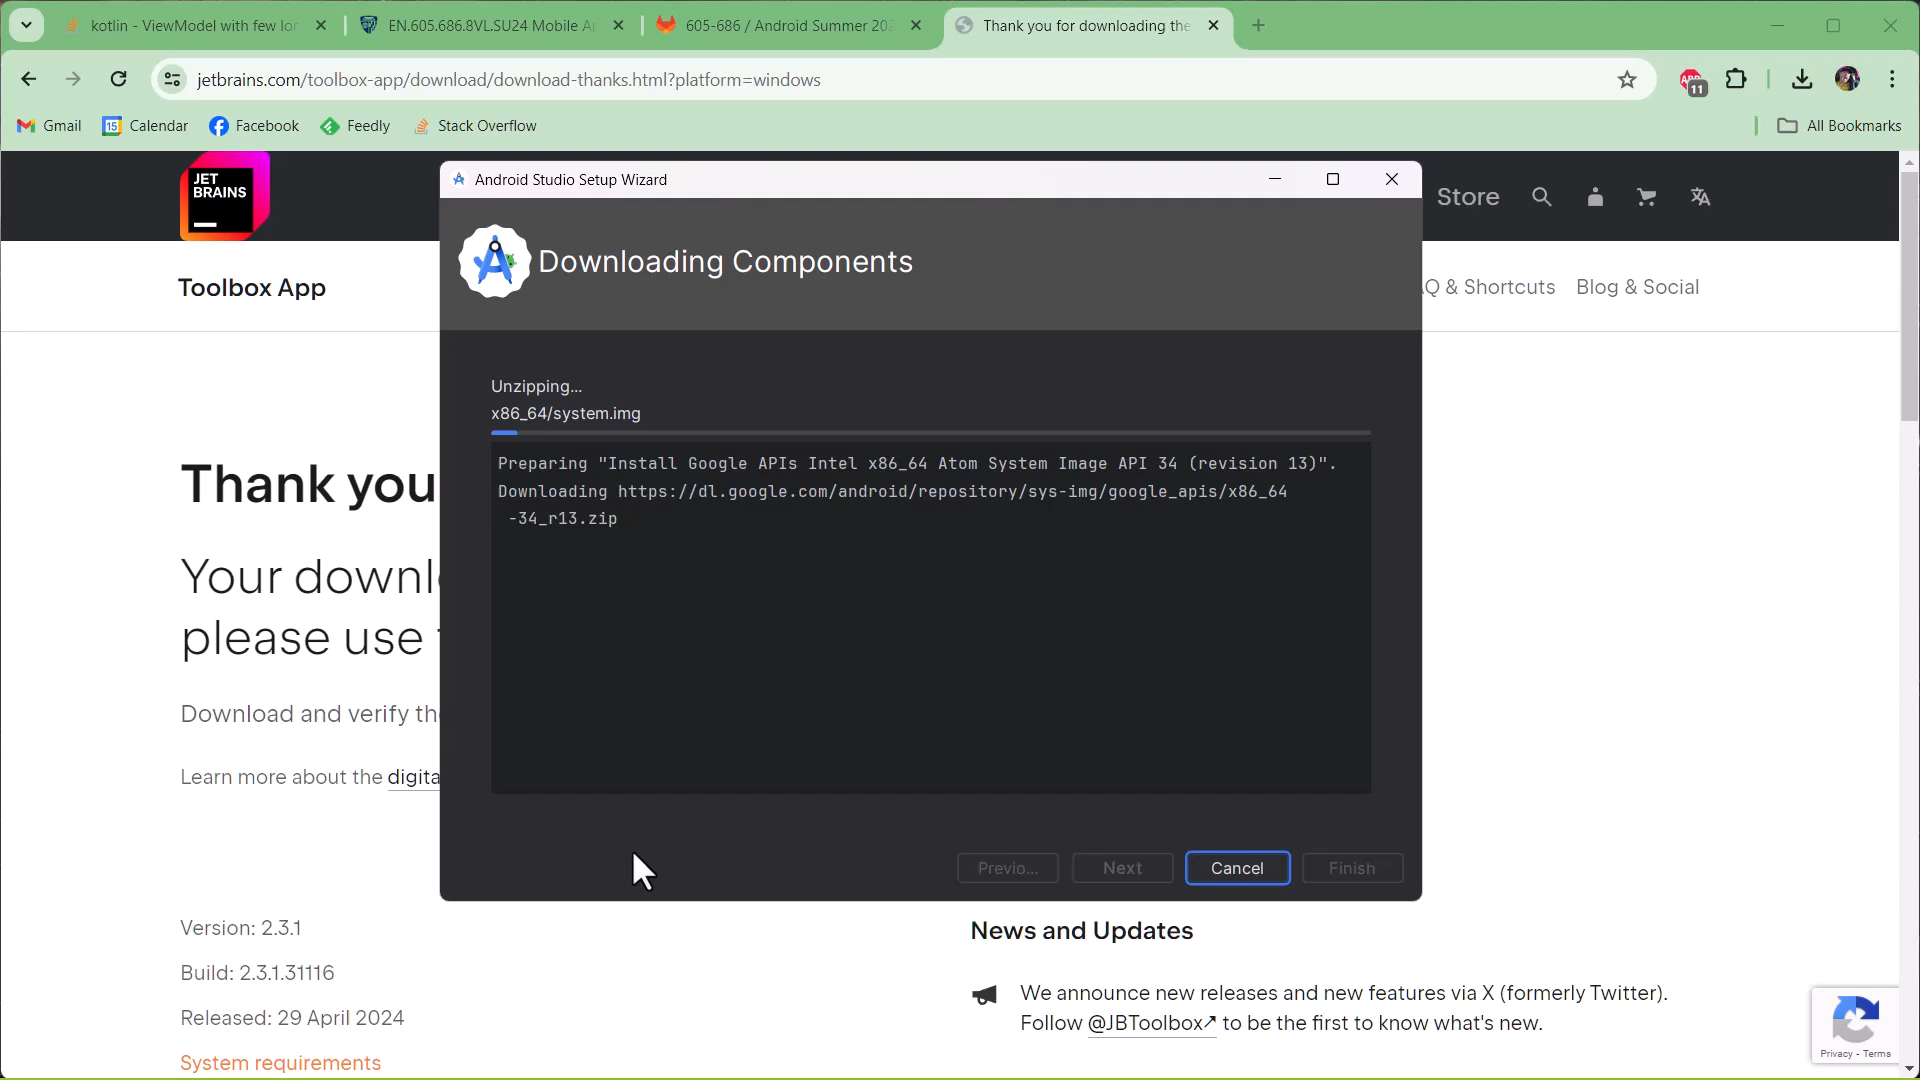 kotlin - ViewModel with few lon
EN.605.686.8VL.SU24 Mobile Ap
605-686 / Android Summer 202
Thank you for downloading the
jetbrains.com/toolbox-app/download/download-thanks.html?platform=windows
11
Gmail
15
Calendar
Facebook
Feedly
Stack Overflow
All Bookmarks
JET
BRAINS
Android Studio Setup Wizard
Store
Downloading Components
Toolbox App
AQ & Shortcuts
Blog & Social
Unzipping...
x86_64/system.img
Preparing "Install Google APIs Intel x86_64 Atom System Image API 34 (revision 13)".
Downloading https://dl.google.com/android/repository/sys-img/google_apis/x86_64
-34_r13.zip
Thank you
Your downl
please use
Download and verify the
Learn more about the digita
Previo...
Next
Cancel
Finish
Version: 2.3.1
Build: 2.3.1.31116
Released: 29 April 2024
System requirements
News and Updates
We announce new releases and new features via X (formerly Twitter).
Follow @JBToolbox↗ to be the first to know what's new.
Privacy - Terms